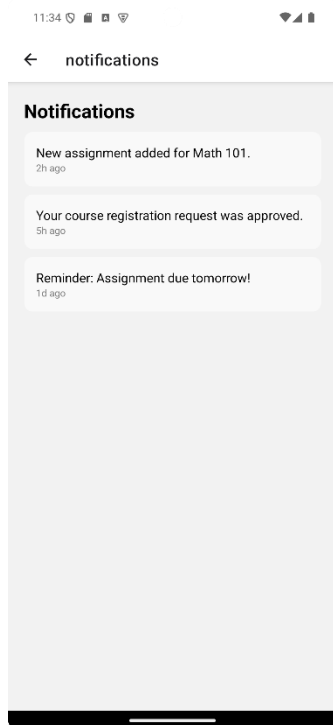 11:34
notifications
Notifications
New assignment added for Math 101.
2h ago
Your course registration request was approved.
5h ago
Reminder: Assignment due tomorrow!
1d ago